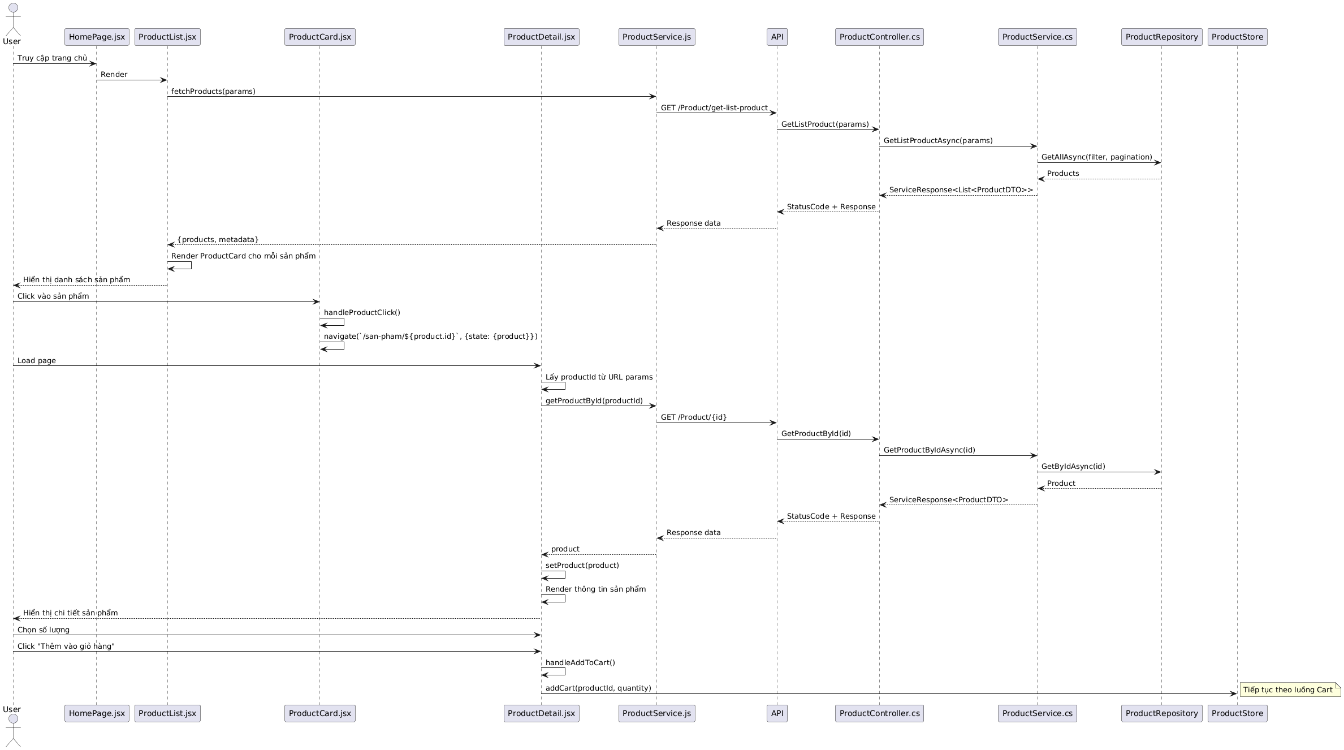 User
HomePage.jsx
ProductList.jsx
ProductCard.jsx
ProductDetail.jsx
ProductService.js
API
ProductController.cs
ProductService.cs
ProductRepository
ProductStore
Truy cập trang chủ
Render
fetchProducts(params)
GET /Product/get-list-product
GetListProduct(params)
GetListProductAsync(params)
GetAllAsync(filter, pagination)
Products
ServiceResponse<List<ProductDTO>>
StatusCode + Response
Response data
{products, metadata}
Render ProductCard cho mỗi sản phẩm
Hiển thị danh sách sản phẩm
Click vào sản phẩm
handleProductClick()
navigate(`/san-pham/${product.id}`, {state: {product}})
Load page
Lấy productId từ URL params
getProductById(productId)
GET /Product/{id}
GetProductById(id)
GetProductByIdAsync(id)
GetByIdAsync(id)
Product
ServiceResponse<ProductDTO>
StatusCode + Response
Response data
product
setProduct(product)
Render thông tin sản phẩm
Hiển thị chi tiết sản phẩm
Chọn số lượng
Click "Thêm vào giỏ hàng"
handleAddToCart()
addCart(productId, quantity)
Tiếp tục theo luồng Cart
User
HomePage.jsx
ProductList.jsx
ProductCard.jsx
ProductDetail.jsx
ProductService.js
API
ProductController.cs
ProductService.cs
ProductRepository
ProductStore